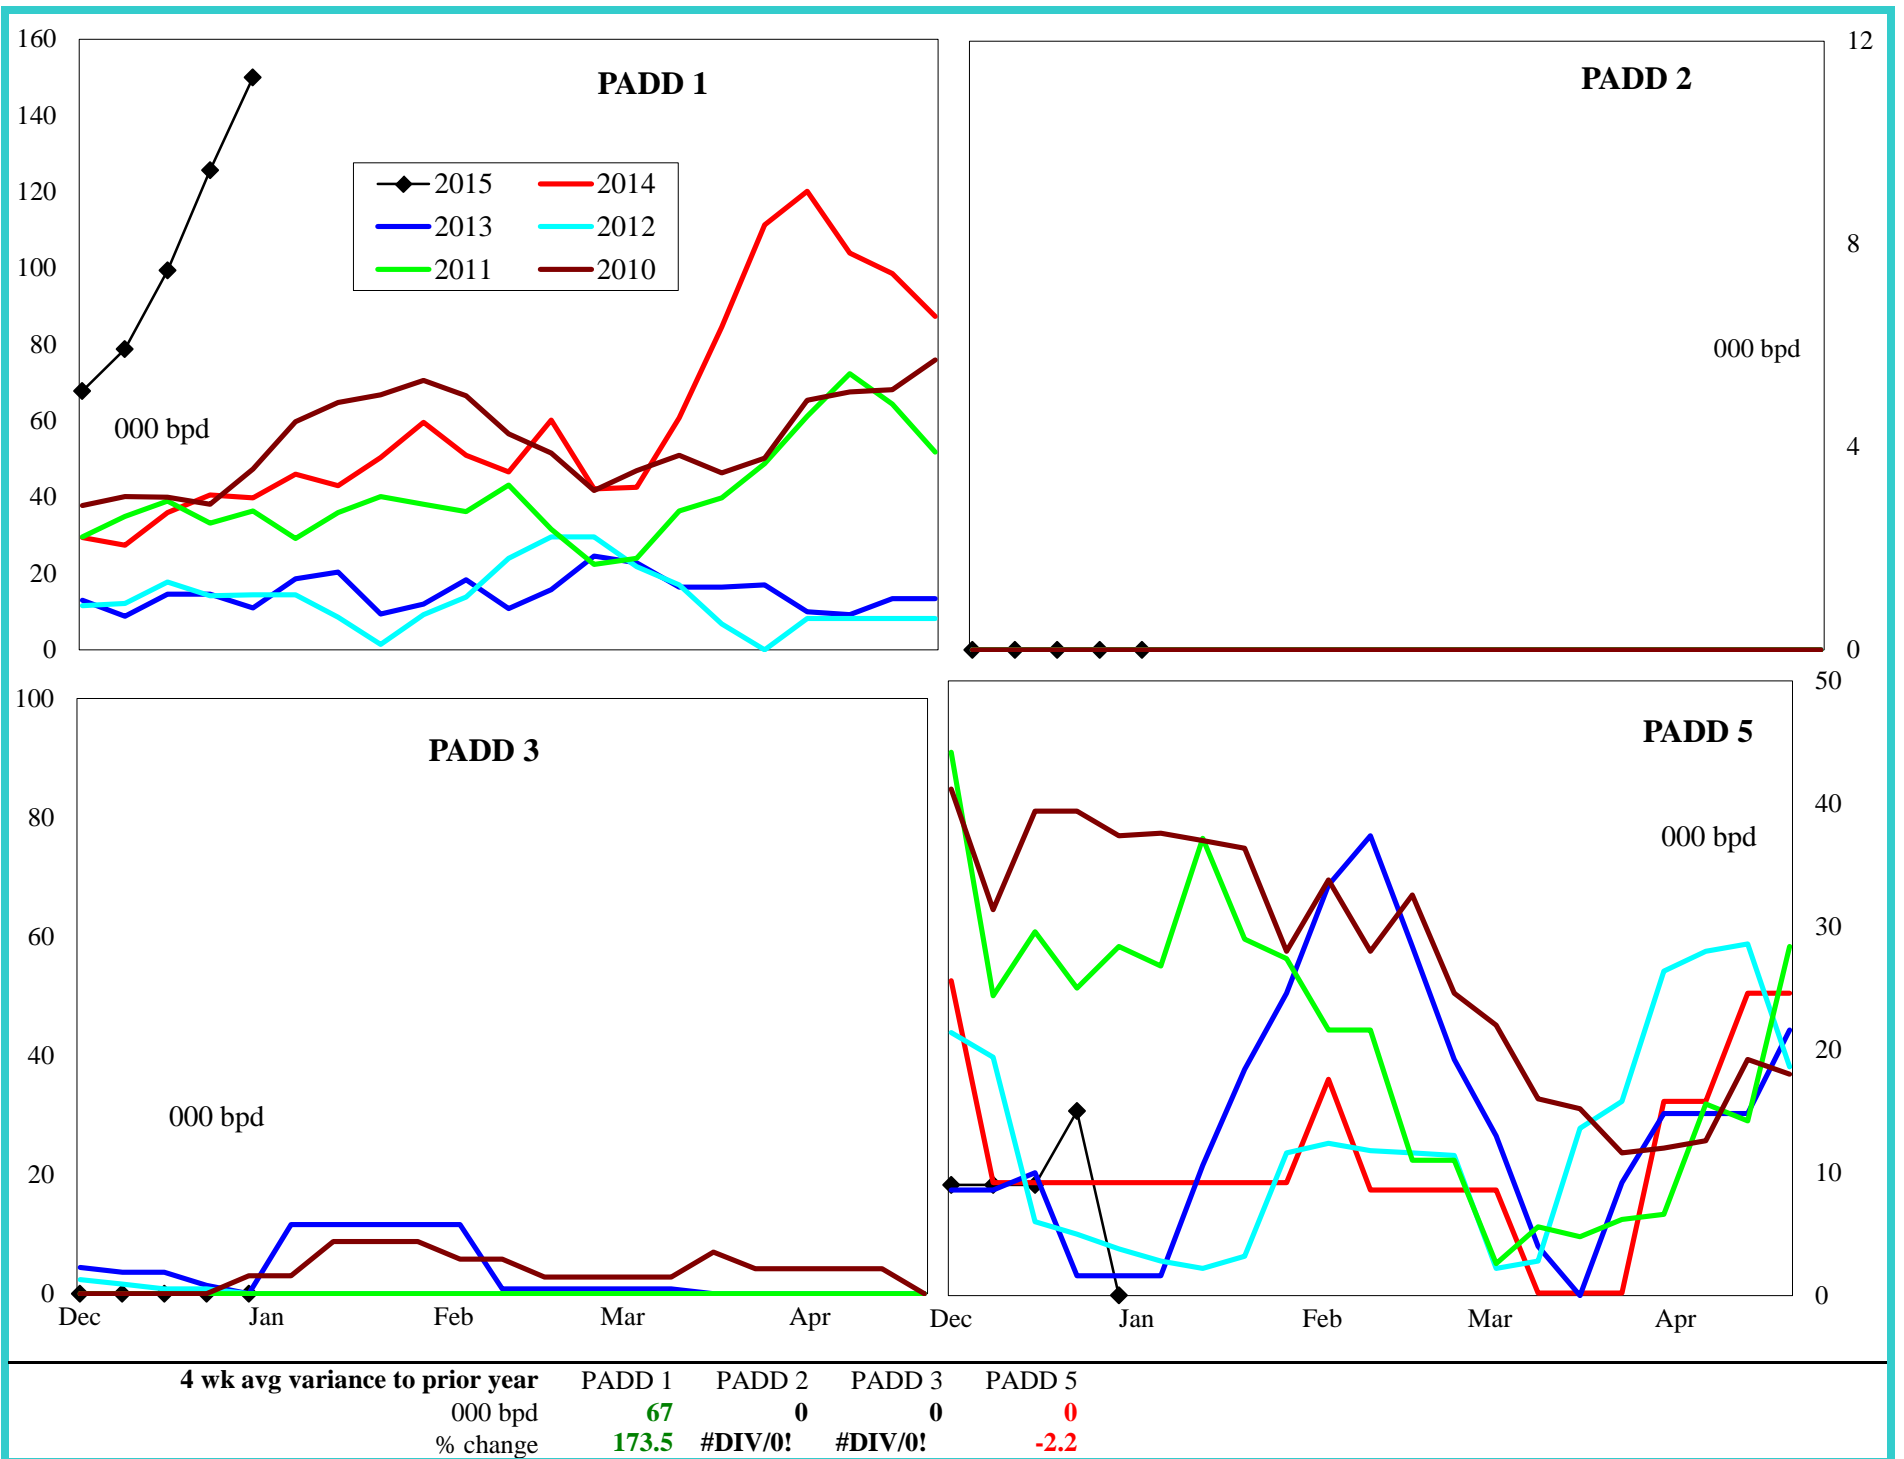 PADD 1
160
140
120
100
80
60
40
20
0
2015 2014
2013 2012
2011 2010
000 bpd
PADD 2
12
8
4
0
000 bpd
PADD 3
100
80
60
40
20
0
000 bpd
Dec Jan Feb Mar Apr
PADD 5
50
40
30
20
10
0
000 bpd
Dec Jan Feb Mar Apr
4 wk avg variance to prior year PADD 1 PADD 2 PADD 3 PADD 5
000 bpd 67 0 0 0
% change 173.5 #DIV/0! #DIV/0! -2.2